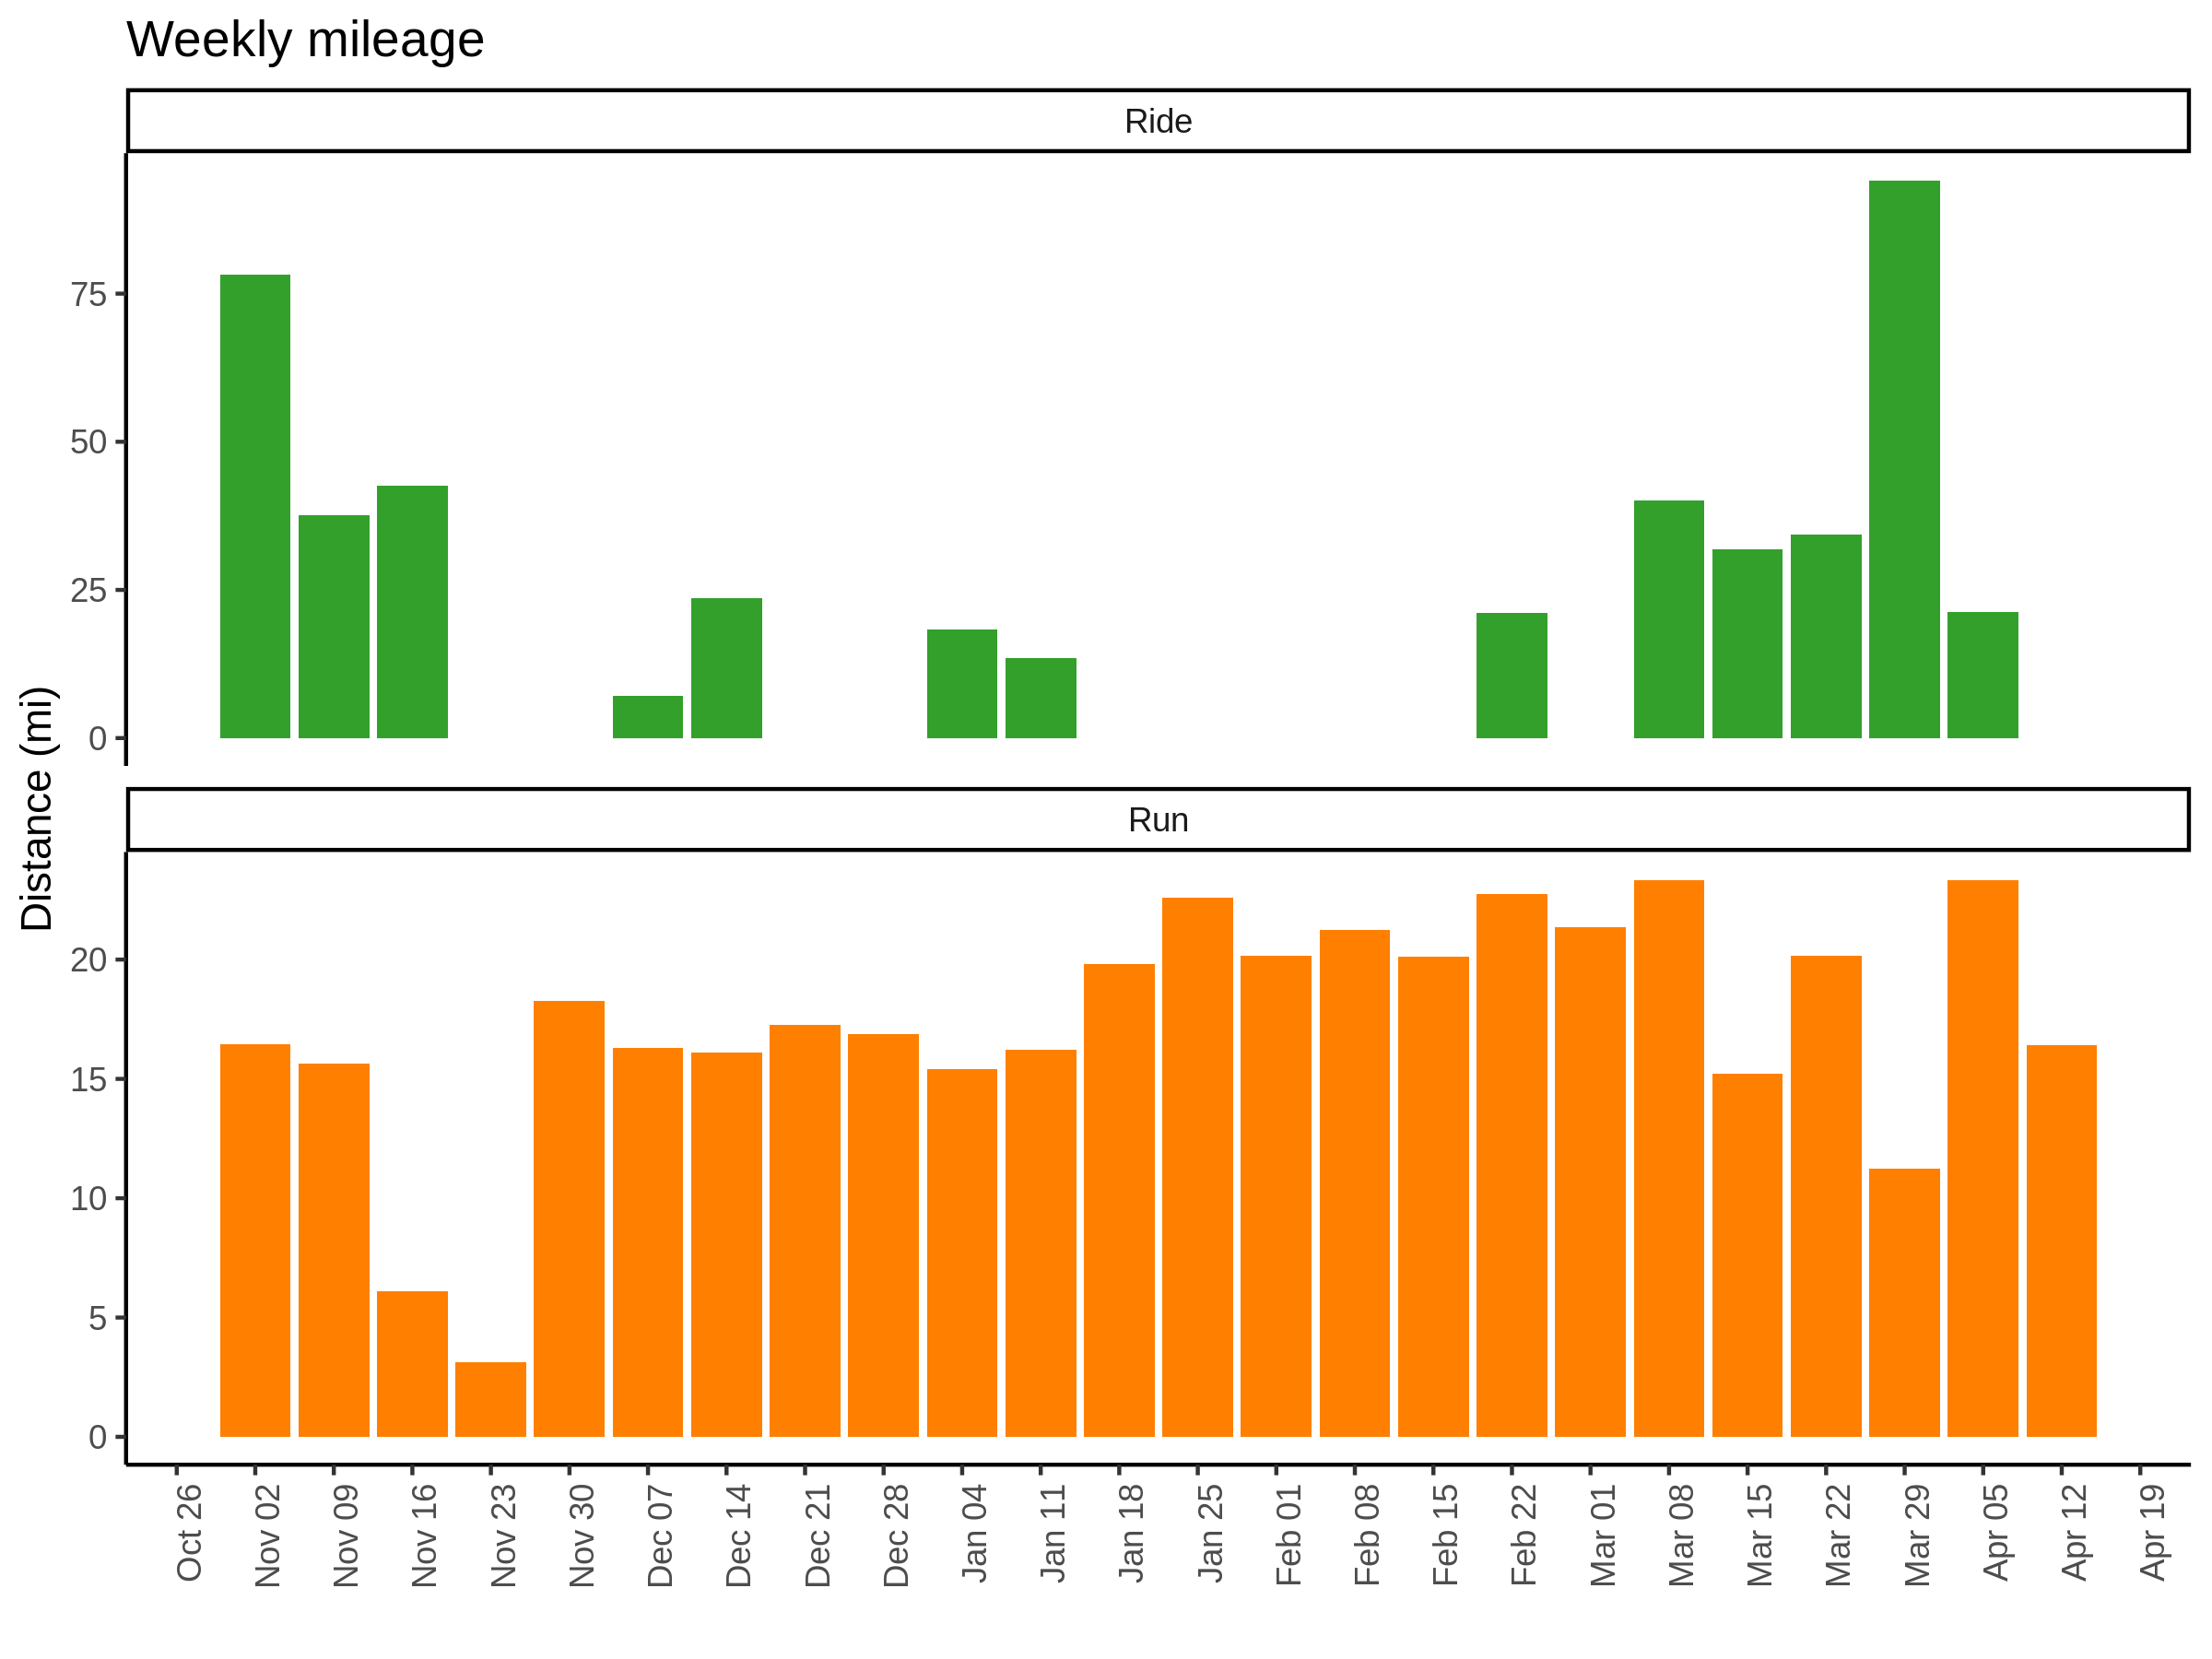 Weekly mileage
Ride
75
50
25
0
Distance (mi)
Run
20
15
10
5
0
Oct 26
Nov 02
Nov 09
Nov 16
Nov 23
Nov 30
Dec 07
Dec 14
Dec 21
Dec 28
Jan 04
Jan 11
Jan 18
Jan 25
Feb 01
Feb 08
Feb 15
Feb 22
Mar 01
Mar 08
Mar 15
Mar 22
Mar 29
Apr 05
Apr 12
Apr 19